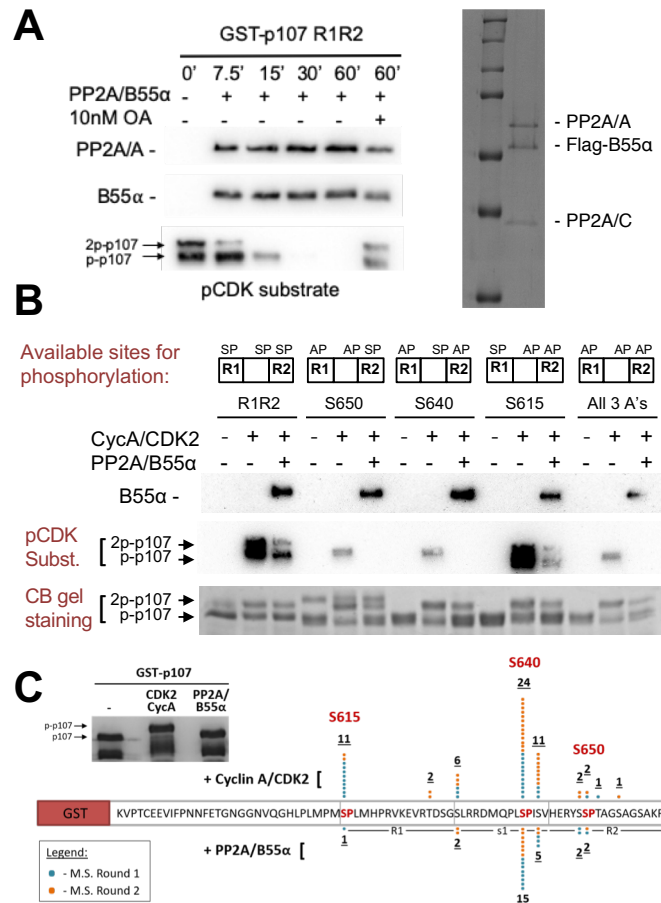 A
GST-p107 R1R2
0' 7.5' 15' 30' 60' 60'
PP2A/B55α - + + + + +
10nM OA - - - - - +
PP2A/A -
B55α -
2p-p107
p-p107
pCDK substrate
- PP2A/A
- Flag-B55α
- PP2A/C
B
Available sites for
phosphorylation:
SP SP SP AP AP SP AP SP AP SP AP AP AP AP AP
R1 R2 R1 R2 R1 R2 R1 R2 R1 R2
R1R2 S650 S640 S615 All 3 A's
CycA/CDK2 - + + - + + - + + - + + - + +
PP2A/B55α - - + - - + - - + - - + - - +
B55α -
pCDK
Subst.
[ 2p-p107
p-p107
CB gel
staining
[ 2p-p107
p-p107
C
GST-p107
- CDK2 CycA PP2A/ B55α
p-p107
p107
S615
S640
S650
11 2 6 24 11 2 2 1 1
+ Cyclin A/CDK2 [
GST KVPTCEEVIFPNNFETGNGGNVQGHLPLMPMSPLMHPRVKEVRTDSGSLRRDMQPLSPISVHERYSSPTAGSAGSAKR
R1 s1 R2
+ PP2A/B55α [
1 2 15 5 2 2
Legend:
- M.S. Round 1
- M.S. Round 2